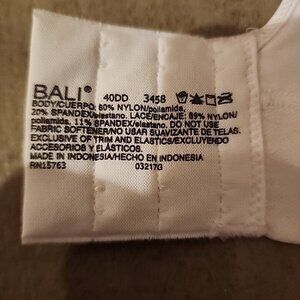 BALI® 40DD 3458
BODY/CUERPO: 80% NYLON/poliamida.
20% SPANDEX/elastano. LACE/ENCAJE: 89% NYLON/
poliamida. 11% SPANDEX/elastano. DO NOT USE
FABRIC SOFTENER/NO USAR SUAVIZANTE DE TELAS.
EXCLUSIVE OF TRIM AND ELASTICS/EXCLUYENDO
ACCESORIOS Y ELÁSTICOS.
MADE IN INDONESIA/HECHO EN INDONESIA
RN15763 03217G